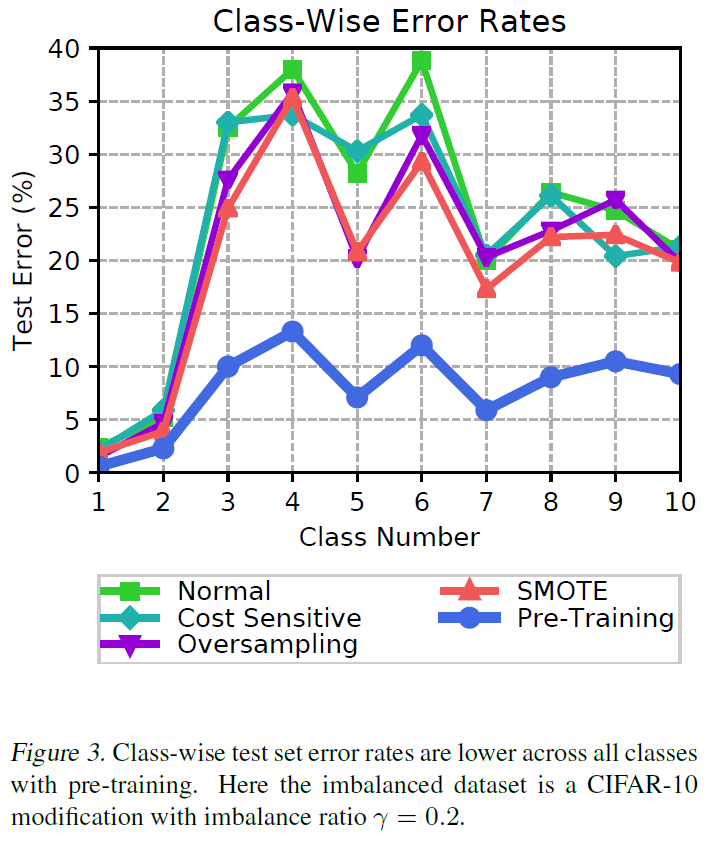 Class-Wise Error Rates
40
35
30
25
20
15
10
5
0
Test Error (%)
1 2 3 4 5 6 7 8 9 10
Class Number
Normal SMOTE
Cost Sensitive Pre-Training
Oversampling
Figure 3. Class-wise test set error rates are lower across all classes
with pre-training. Here the imbalanced dataset is a CIFAR-10
modification with imbalance ratio γ = 0.2.